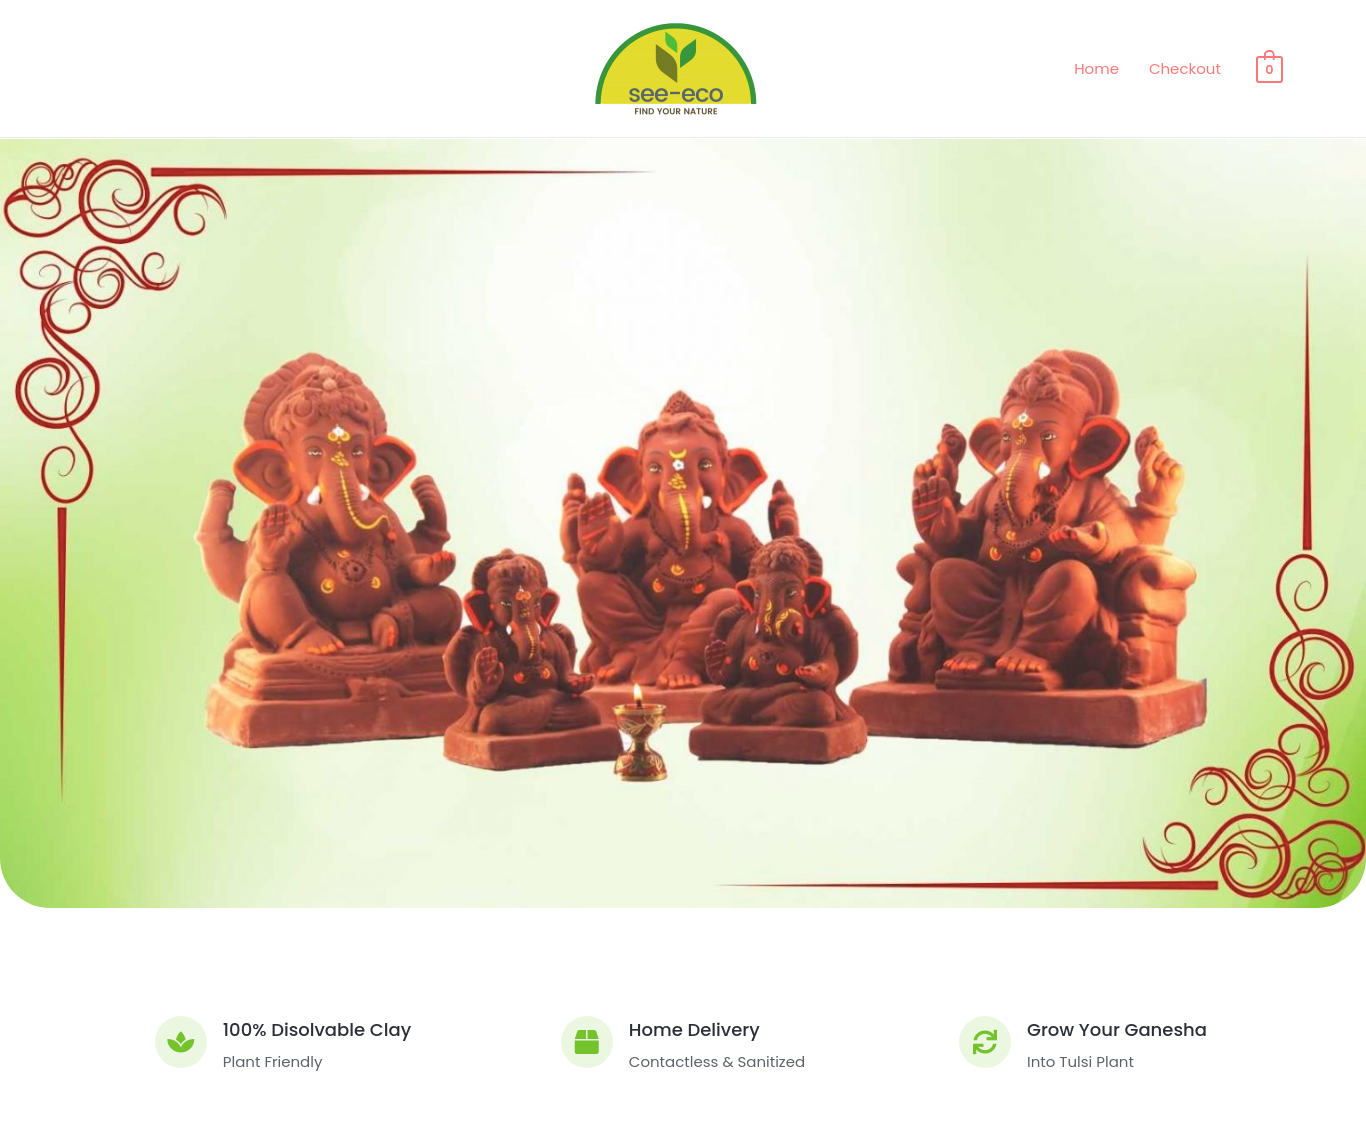 see-eco
FIND YOUR NATURE
Home
Checkout
0
100% Disolvable Clay
Plant Friendly
Home Delivery
Contactless & Sanitized
Grow Your Ganesha
Into Tulsi Plant